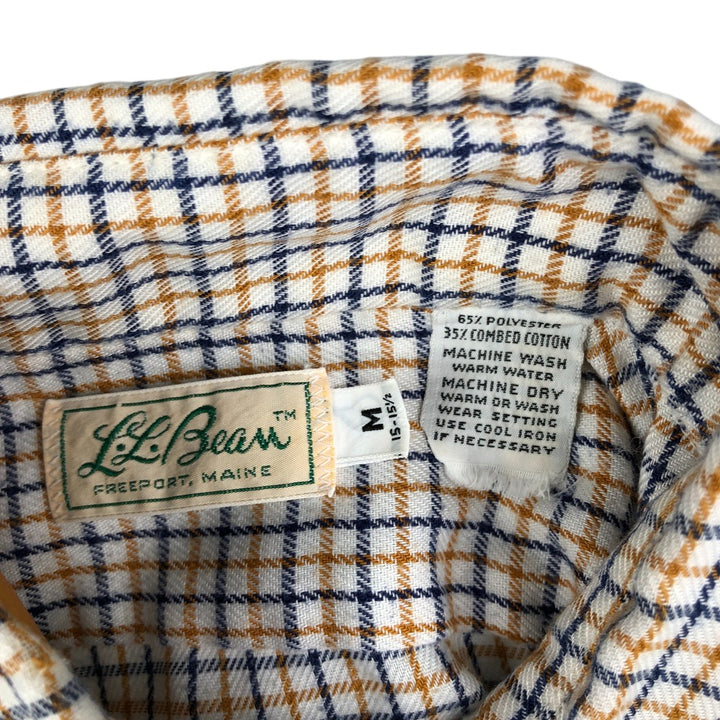 L.L.Bean™
FREEPORT, MAINE
M
15-15½
65% POLYESTER
35% COMBED COTTON
MACHINE WASH
WARM WATER
MACHINE DRY
WARM OR WASH
WEAR SETTING
USE COOL IRON
IF NECESSARY